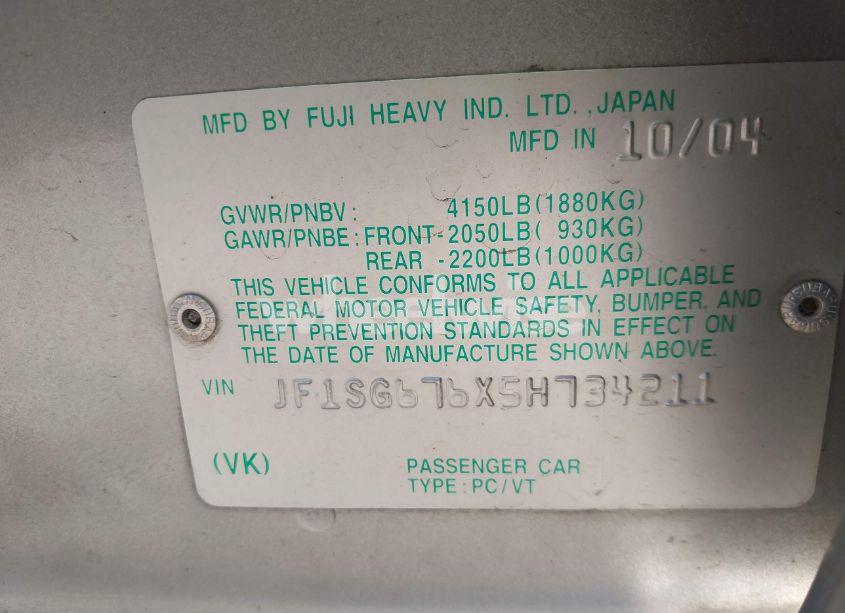 MFD BY FUJI HEAVY IND. LTD., JAPAN
MFD IN 10/04
GVWR/PNBV: 4150LB(1880KG)
GAWR/PNBE: FRONT-2050LB( 930KG)
REAR -2200LB(1000KG)
THIS VEHICLE CONFORMS TO ALL APPLICABLE
FEDERAL MOTOR VEHICLE SAFETY, BUMPER, AND
THEFT PREVENTION STANDARDS IN EFFECT ON
THE DATE OF MANUFACTURE SHOWN ABOVE.
VIN JF1SG676X5H734211
(VK) PASSENGER CAR
TYPE: PC/VT